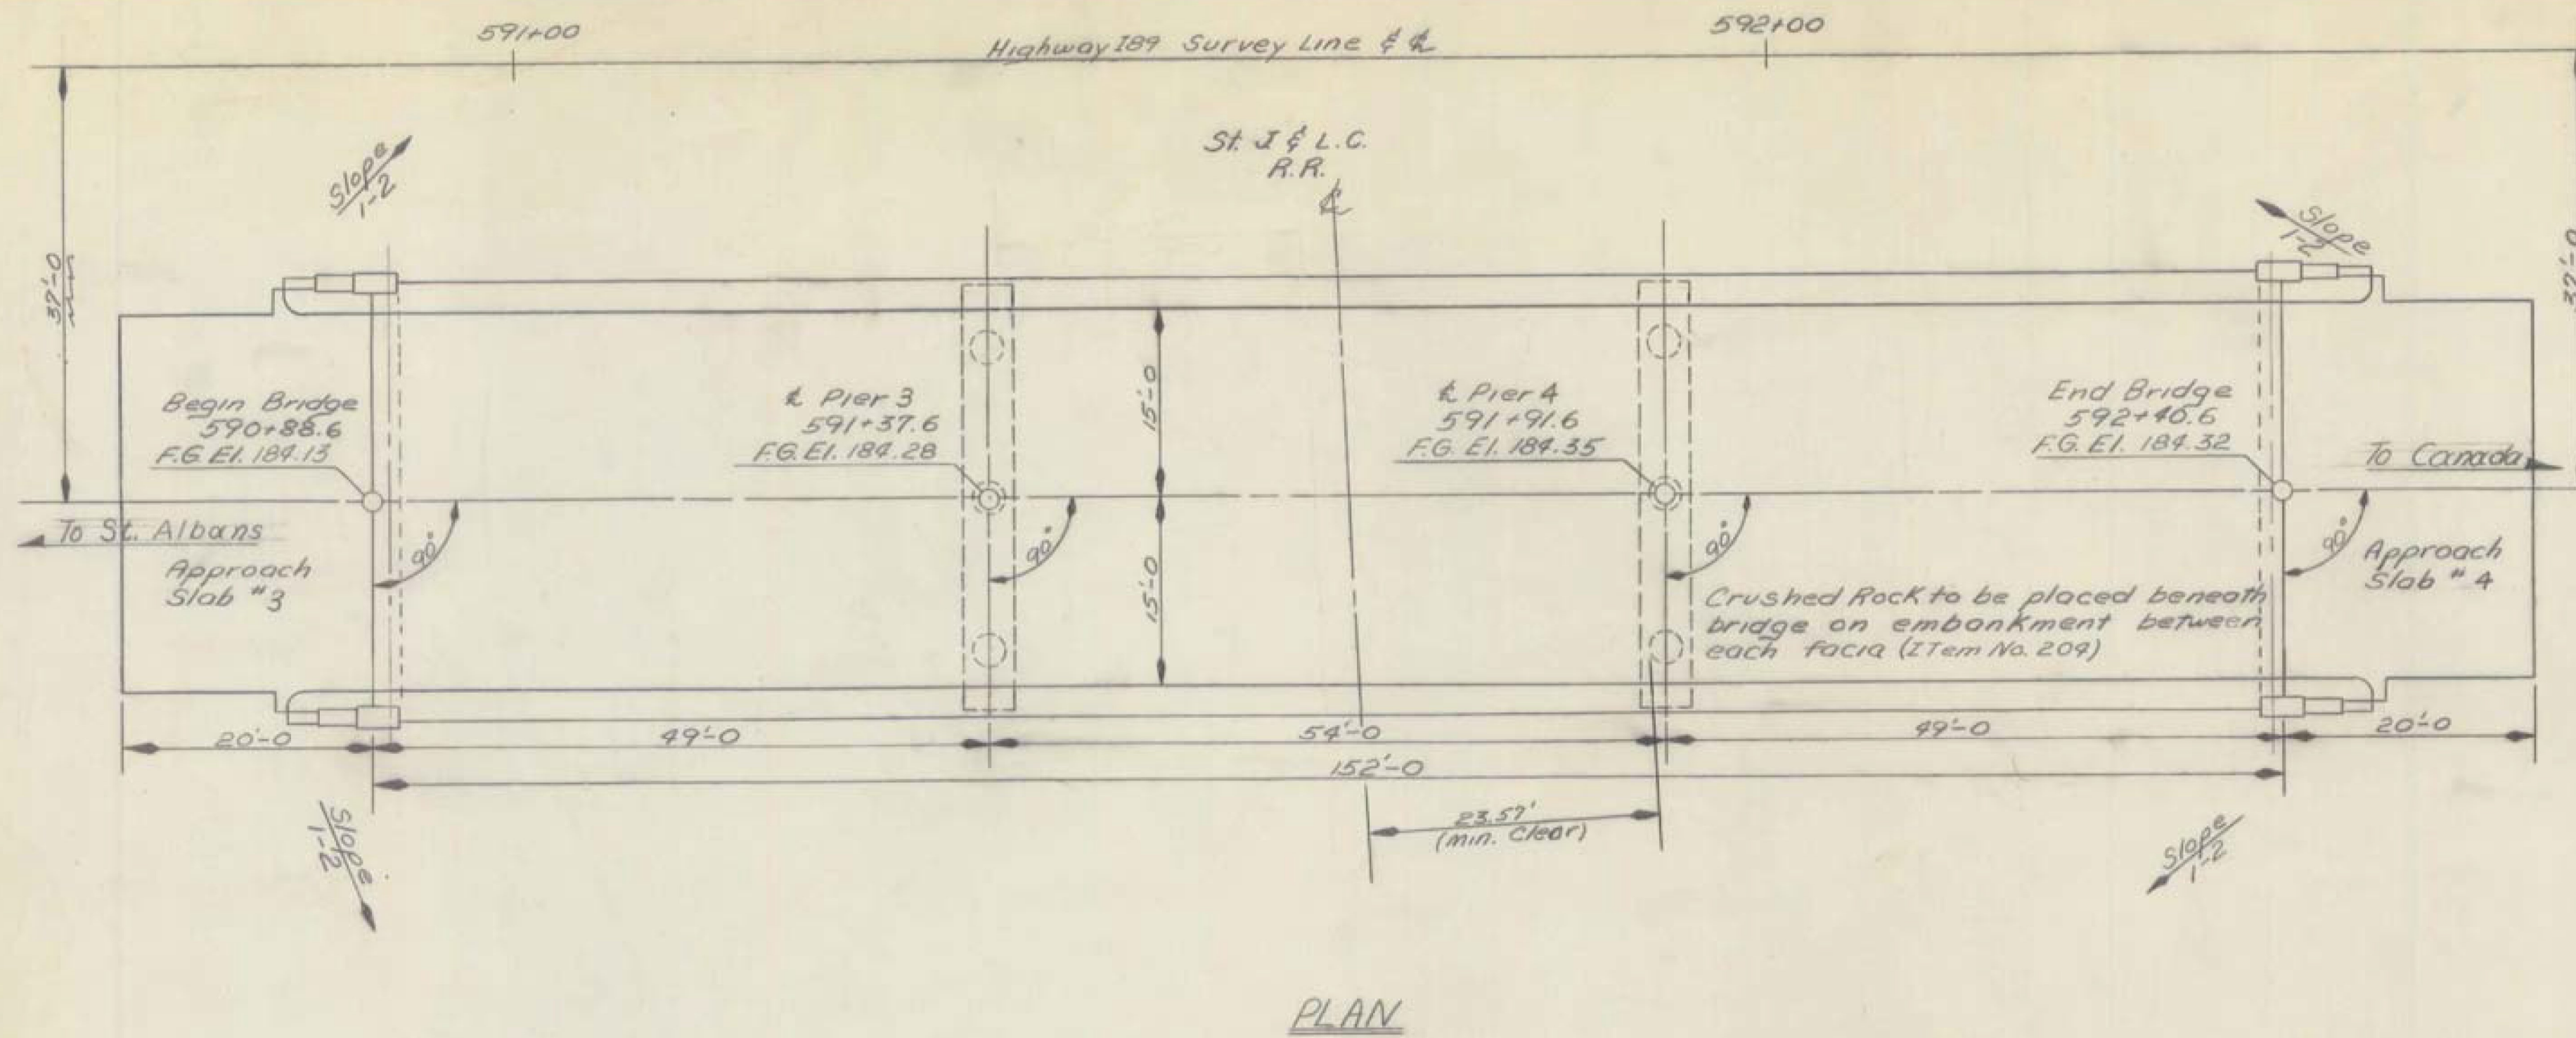 591+00
Highway I89 Survey Line & ℄
592+00
St. J & L.C.
R.R.
℄
Slope
1-2
Slope
1-2
37'-0
37'-0
Begin Bridge
590+88.6
F.G. El. 184.13
℄ Pier 3
591+37.6
F.G. El. 184.28
15'-0
℄ Pier 4
591+91.6
F.G. El. 184.35
End Bridge
592+40.6
F.G. El. 184.32
To Canada
To St. Albans
Approach
Slab #3
90°
90°
15'-0
90°
90°
Approach
Slab #4
Crushed Rock to be placed beneath
bridge on embankment between
each facia (ITem No. 209)
20'-0
49'-0
54'-0
49'-0
20'-0
152'-0
23.57'
(min. Clear)
Slope
1-2
Slope
1-2
PLAN